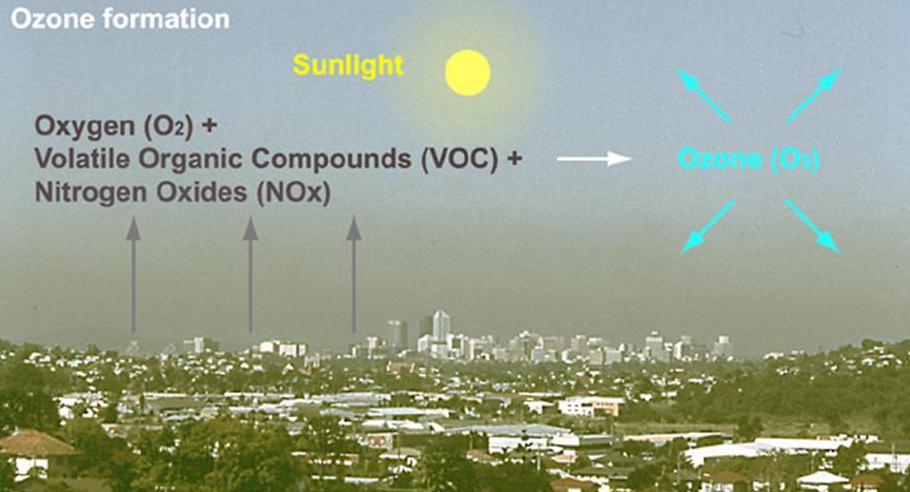 Ozone formation
Sunlight
Oxygen (O₂) +
Volatile Organic Compounds (VOC) +
Nitrogen Oxides (NOx)
Ozone (O₃)